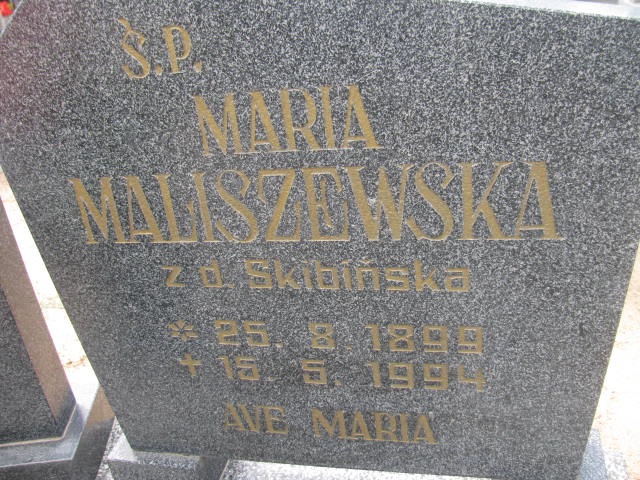 Ś.P.
MARIA
MALISZEWSKA
z d. Skibińska
* 25. 8. 1899
+ 15. 5. 1994
AVE MARIA